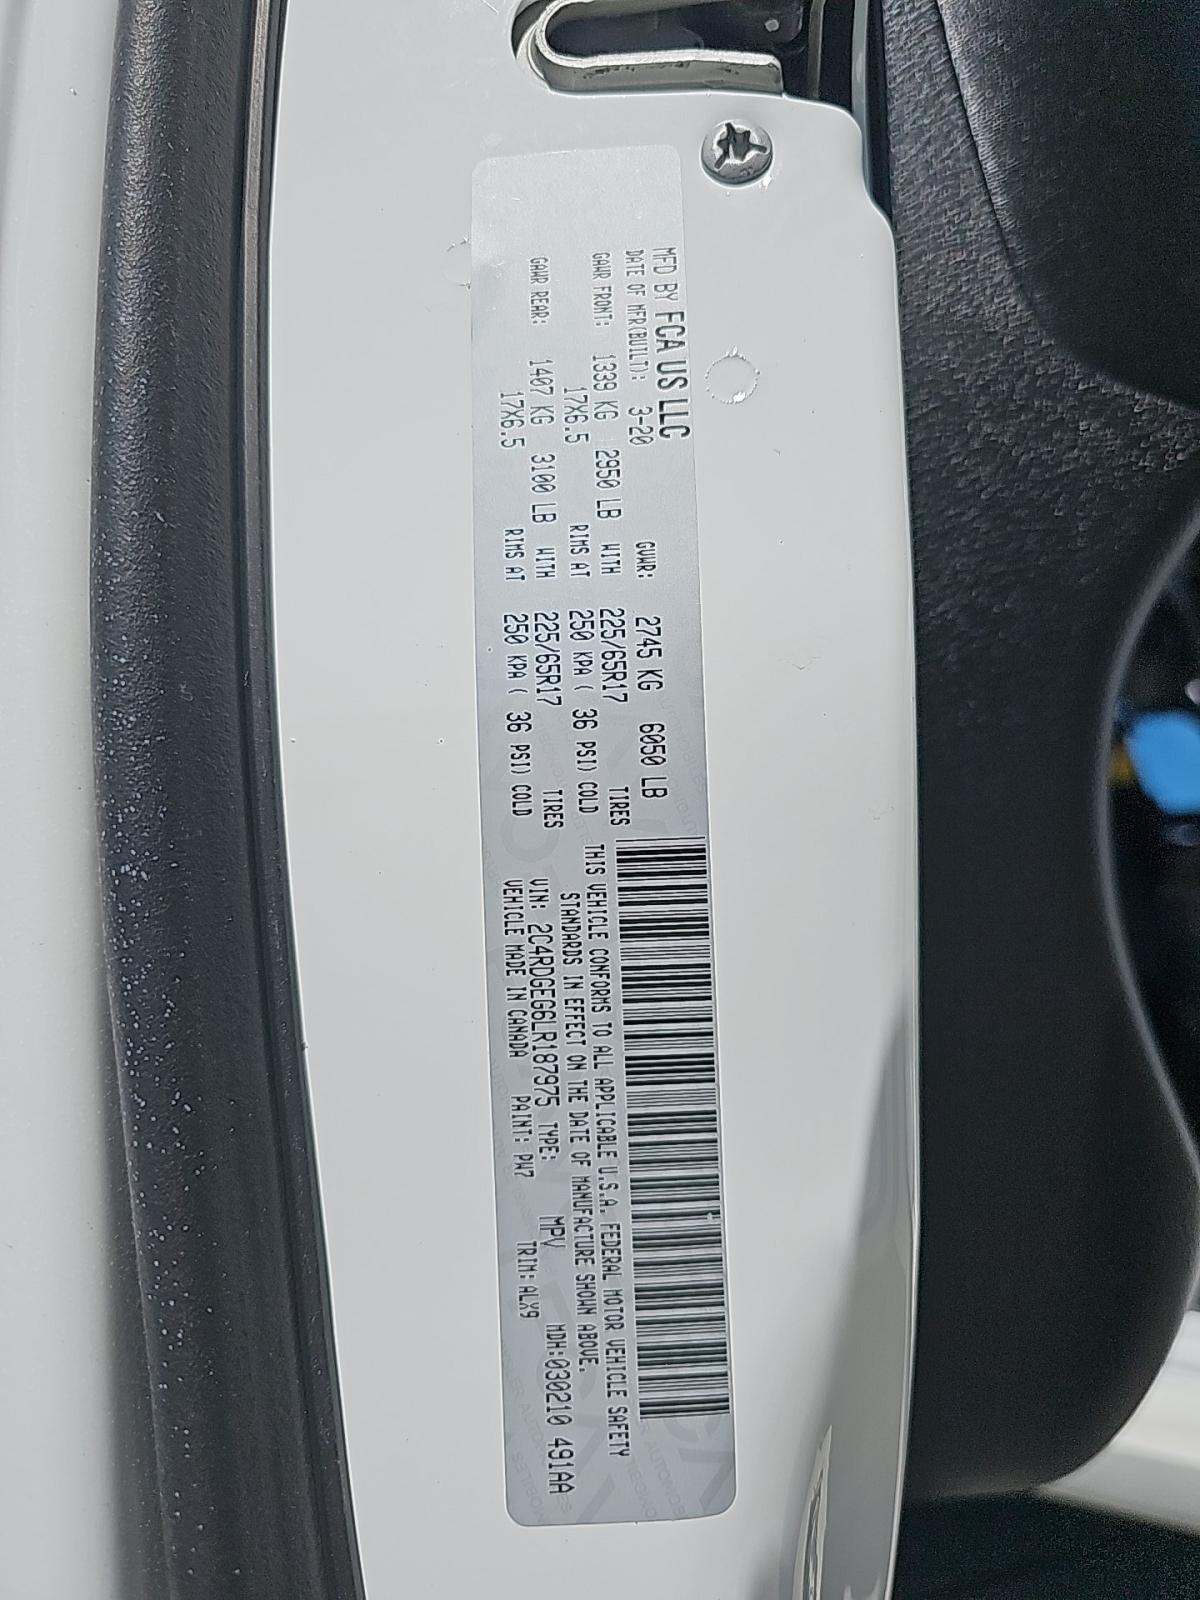 MFD BY FCA US LLC
DATE OF MFR(BUILT): 3-20 GVWR: 2745 KG 6050 LB
GAWR FRONT: 1339 KG 2950 LB WITH 225/65R17 TIRES
17X6.5 RIMS AT 250 KPA ( 36 PSI) COLD
GAWR REAR: 1407 KG 3100 LB WITH 225/65R17 TIRES
17X6.5 RIMS AT 250 KPA ( 36 PSI) COLD
THIS VEHICLE CONFORMS TO ALL APPLICABLE U.S.A. FEDERAL MOTOR VEHICLE SAFETY
STANDARDS IN EFFECT ON THE DATE OF MANUFACTURE SHOWN ABOVE.
VIN: 2C4RDGEG6LR187975 TYPE: MPV MDH:030210 491AA
VEHICLE MADE IN CANADA PAINT: PW7 TRIM:ALX9